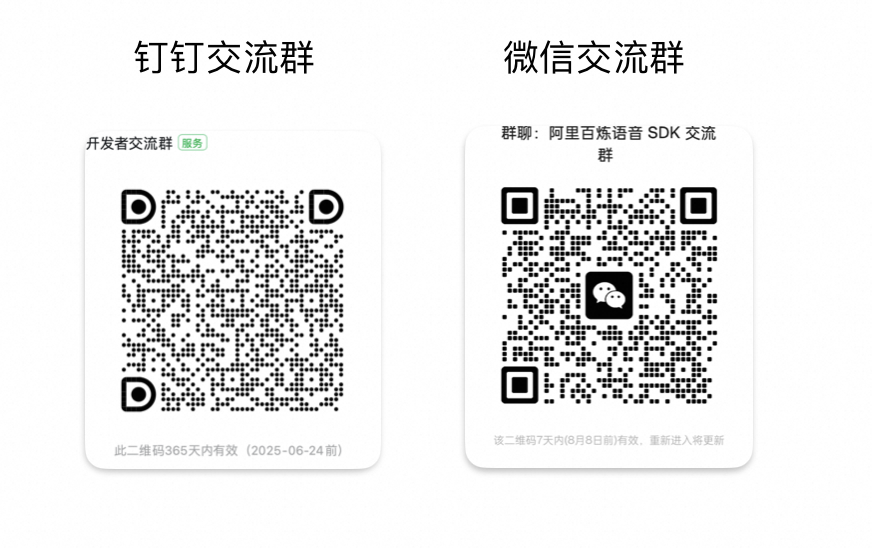 钉钉交流群
微信交流群
开发者交流群 服务
群聊：阿里百炼语音 SDK 交流
群
此二维码365天内有效（2025-06-24前）
该二维码7天内(8月8日前)有效，重新进入将更新